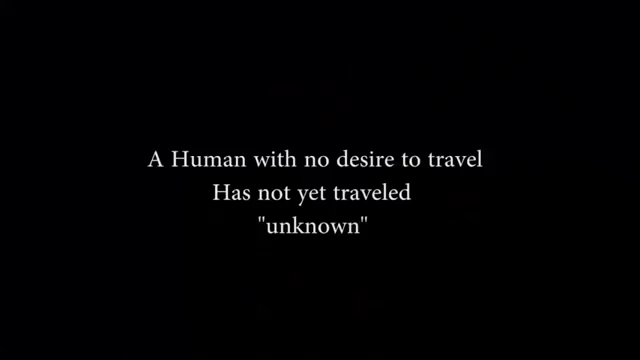 A Human with no desire to travel
Has not yet traveled
"unknown"